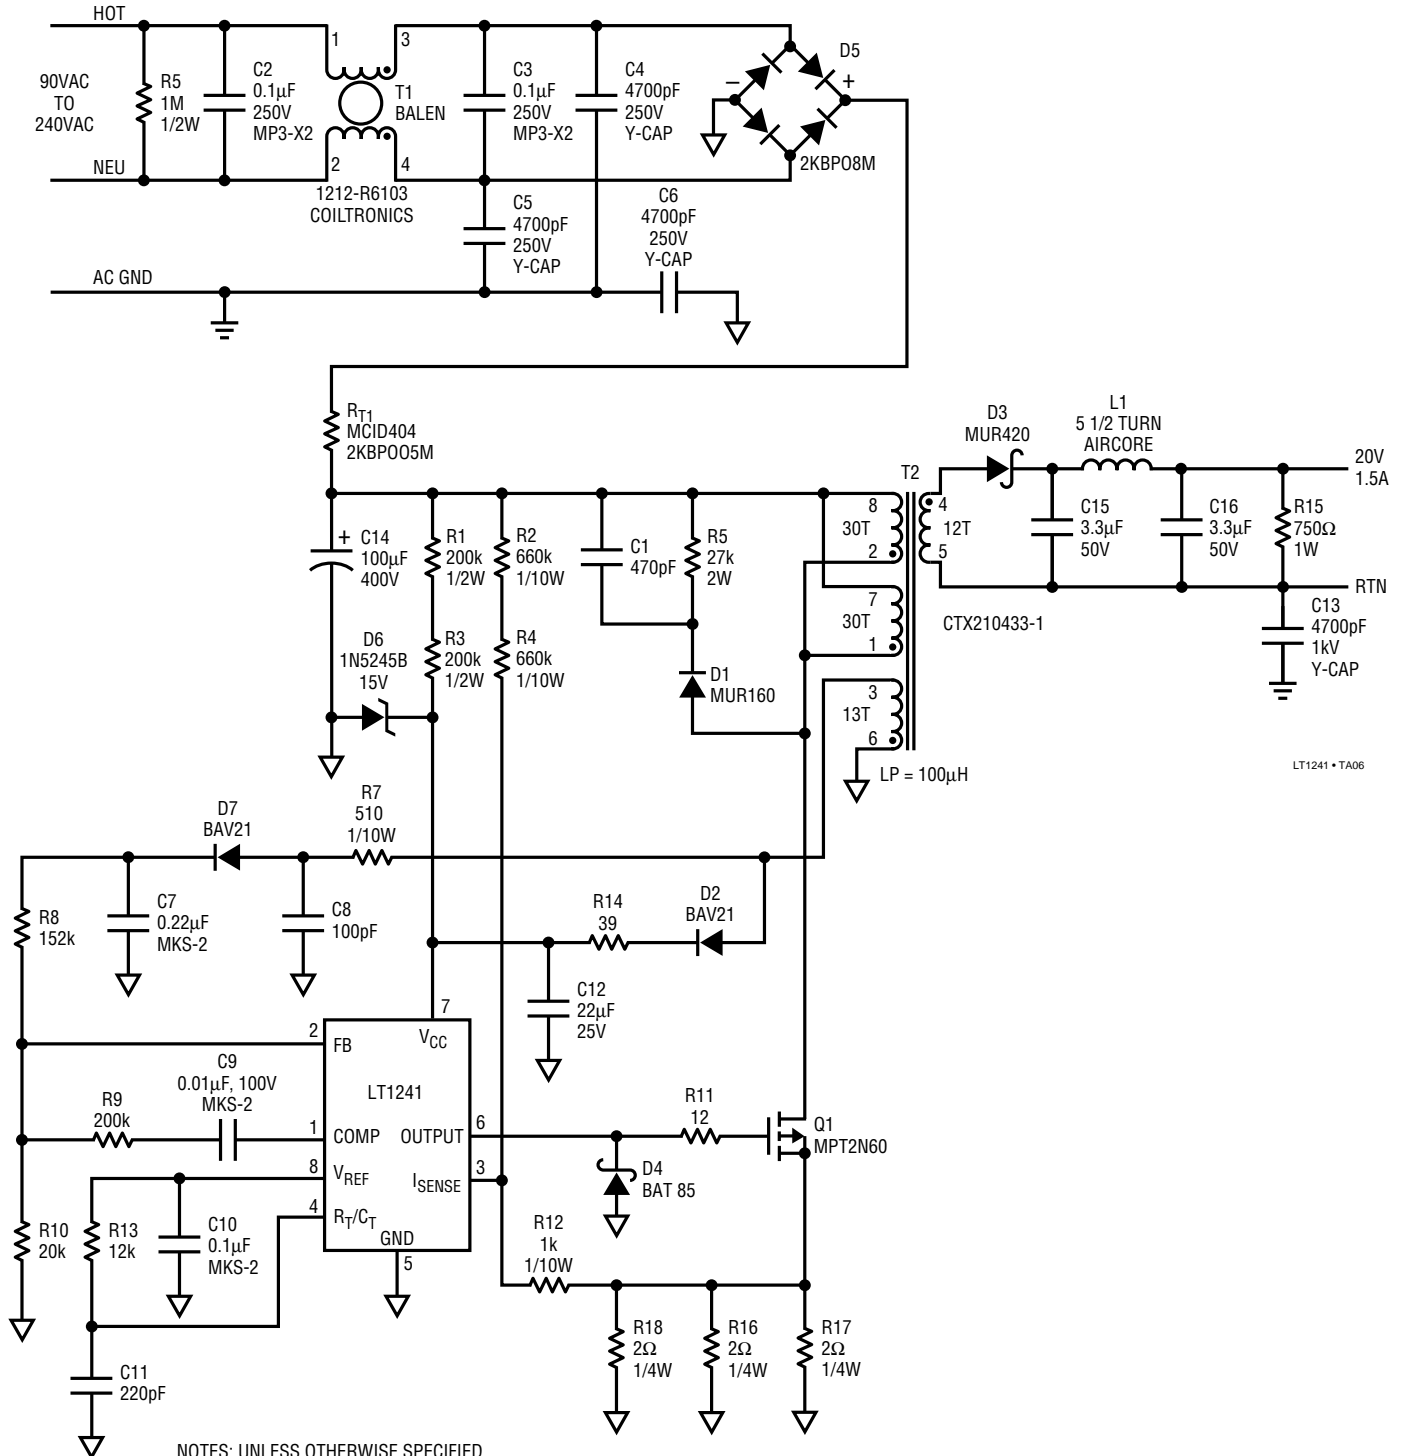 HOT
90VAC
TO
240VAC
R5
1M
1/2W
C2
0.1µF
250V
MP3-X2
1
3
T1
BALEN
2
4
1212-R6103
COILTRONICS
C3
0.1µF
250V
MP3-X2
C4
4700pF
250V
Y-CAP
D5
–
+
2KBPO8M
NEU
C5
4700pF
250V
Y-CAP
C6
4700pF
250V
Y-CAP
AC GND
RT1
MCID404
2KBPOO5M
+
C14
100µF
400V
R1
200k
1/2W
R2
660k
1/10W
C1
470pF
R5
27k
2W
R3
200k
1/2W
R4
660k
1/10W
D6
1N5245B
15V
D1
MUR160
T2
8
30T
2
7
30T
1
3
13T
6
4
12T
5
LP = 100µH
CTX210433-1
D3
MUR420
L1
5 1/2 TURN
AIRCORE
20V
1.5A
C15
3.3µF
50V
C16
3.3µF
50V
R15
750Ω
1W
RTN
C13
4700pF
1kV
Y-CAP
LT1241 • TA06
D7
BAV21
R7
510
1/10W
R8
152k
C7
0.22µF
MKS-2
C8
100pF
R14
39
D2
BAV21
C12
22µF
25V
7
VCC
2
FB
LT1241
C9
0.01µF, 100V
MKS-2
R9
200k
1
COMP
OUTPUT
6
R11
12
Q1
MPT2N60
8
VREF
ISENSE
3
D4
BAT 85
4
RT/CT
GND
5
R10
20k
R13
12k
C10
0.1µF
MKS-2
R12
1k
1/10W
R18
2Ω
1/4W
R16
2Ω
1/4W
R17
2Ω
1/4W
C11
220pF
NOTES: UNLESS OTHERWISE SPECIFIED